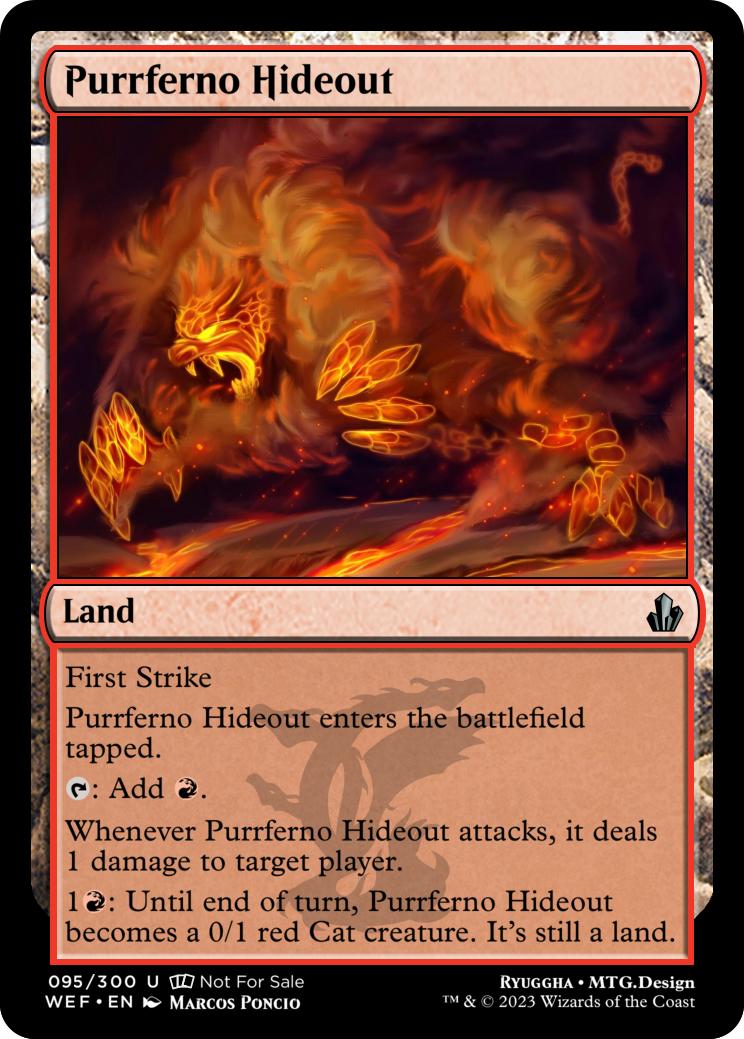 Purrferno Hideout
Land
First Strike
Purrferno Hideout enters the battlefield
tapped.
: Add .
Whenever Purrferno Hideout attacks, it deals
1 damage to target player.
1: Until end of turn, Purrferno Hideout
becomes a 0/1 red Cat creature. It's still a land.
095/300 U Not For Sale
WEF • EN Marcos Poncio
Ryuggha • MTG.Design
™ & © 2023 Wizards of the Coast